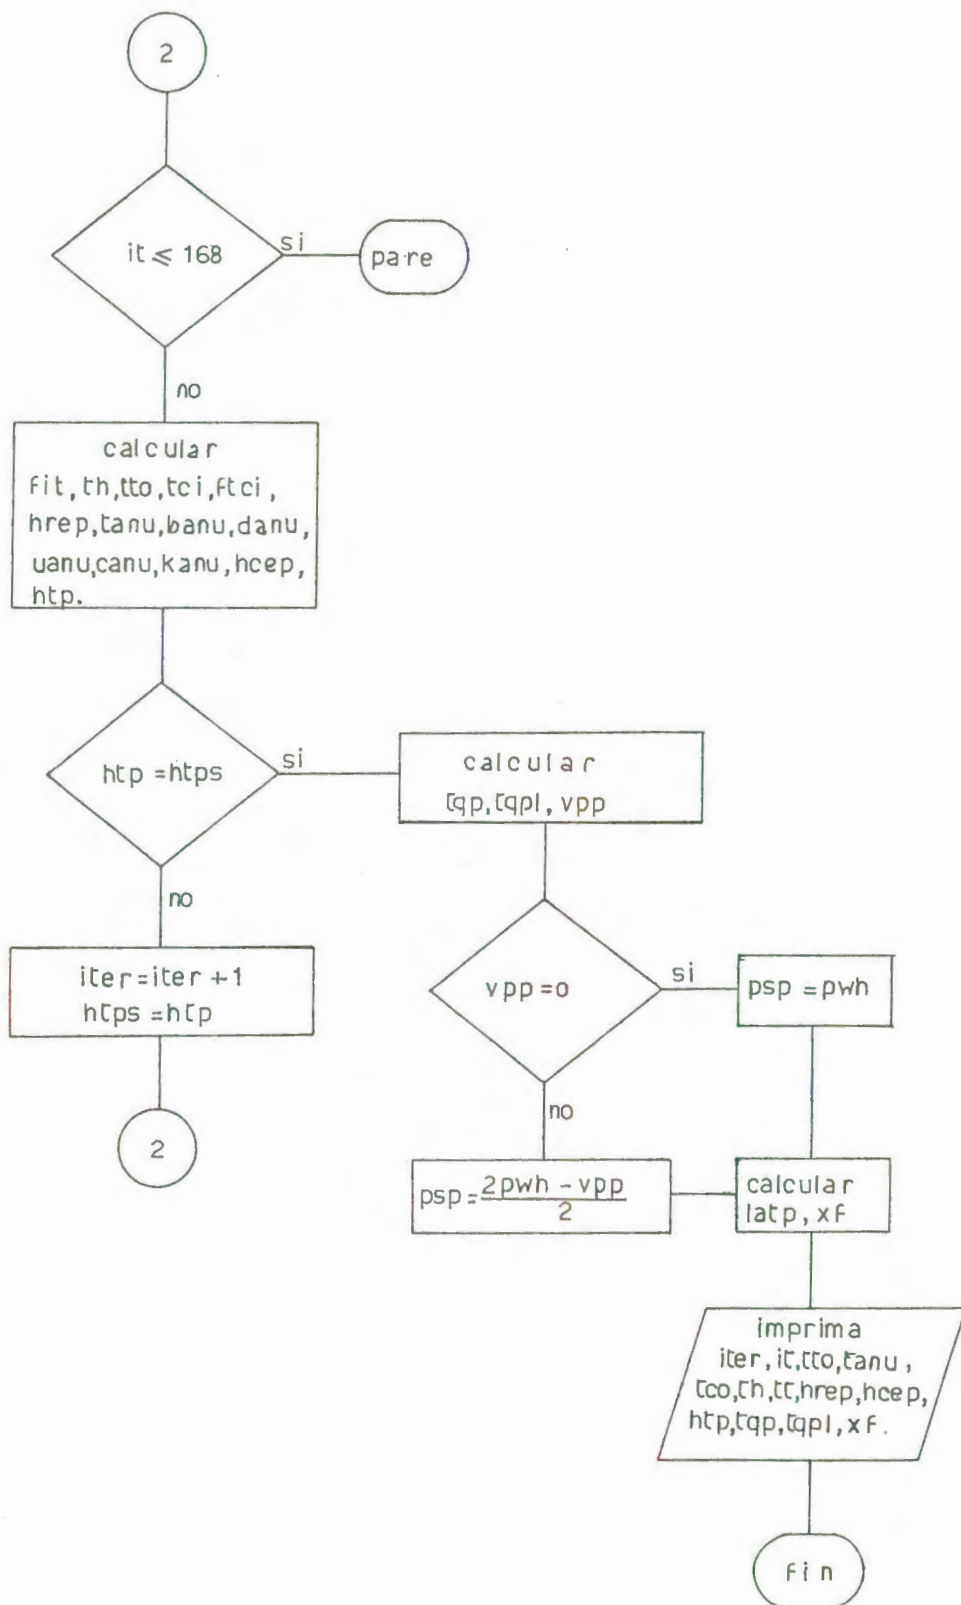 2
it ≤ 168
si
pare
no
calcular
fit, th, tto, tci, ftci,
hrep, tanu, banu, danu,
uanu, canu, kanu, hcep,
htp.
htp = htps
si
calcular
tqp, tqpl, vpp
no
iter = iter + 1
htps = htp
2
vpp = o
si
psp = pwh
no
psp = 2pwh - vpp
2
calcular
latp, xf
imprima
iter, it, tto, tanu,
tco, th, tt, hrep, hcep,
htp, tqp, tqpl, xf.
fin